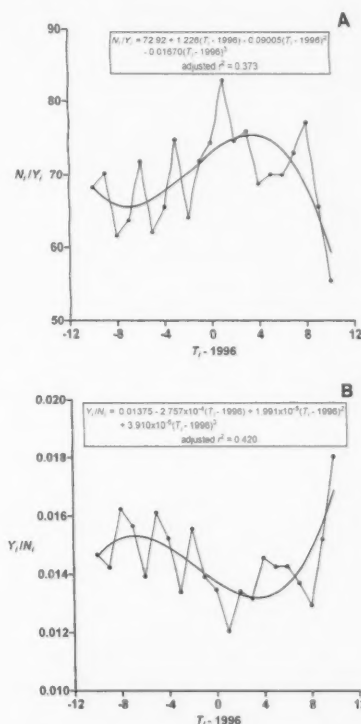 A
N_i/Y_i = 72.92 + 1.226(T_i - 1996) - 0.09005(T_i - 1996)²
- 0.01670(T_i - 1996)³
adjusted r² = 0.373
90
80
70
60
50
N_i/Y_i
-12 -8 -4 0 4 8 12
T_i - 1996
B
Y_i/N_i = 0.01375 - 2.757x10⁻⁴(T_i - 1996) + 1.991x10⁻⁵(T_i - 1996)²
+ 3.910x10⁻⁶(T_i - 1996)³
adjusted r² = 0.420
0.020
0.018
0.016
0.014
0.012
0.010
Y_i/N_i
-12 -8 -4 0 4 8 12
T_i - 1996